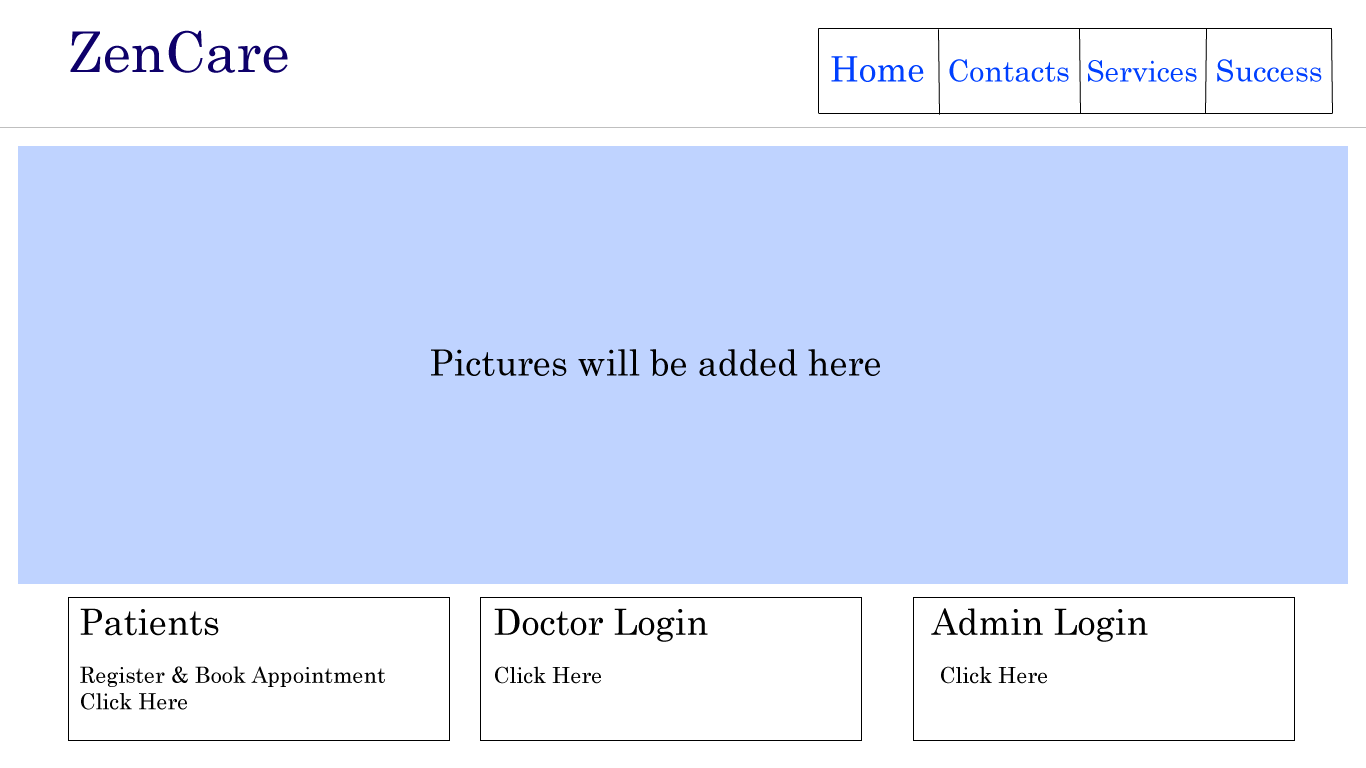 ZenCare
Home Contacts Services Success
Pictures will be added here
Patients
Register & Book Appointment
Click Here
Doctor Login
Click Here
Admin Login
Click Here